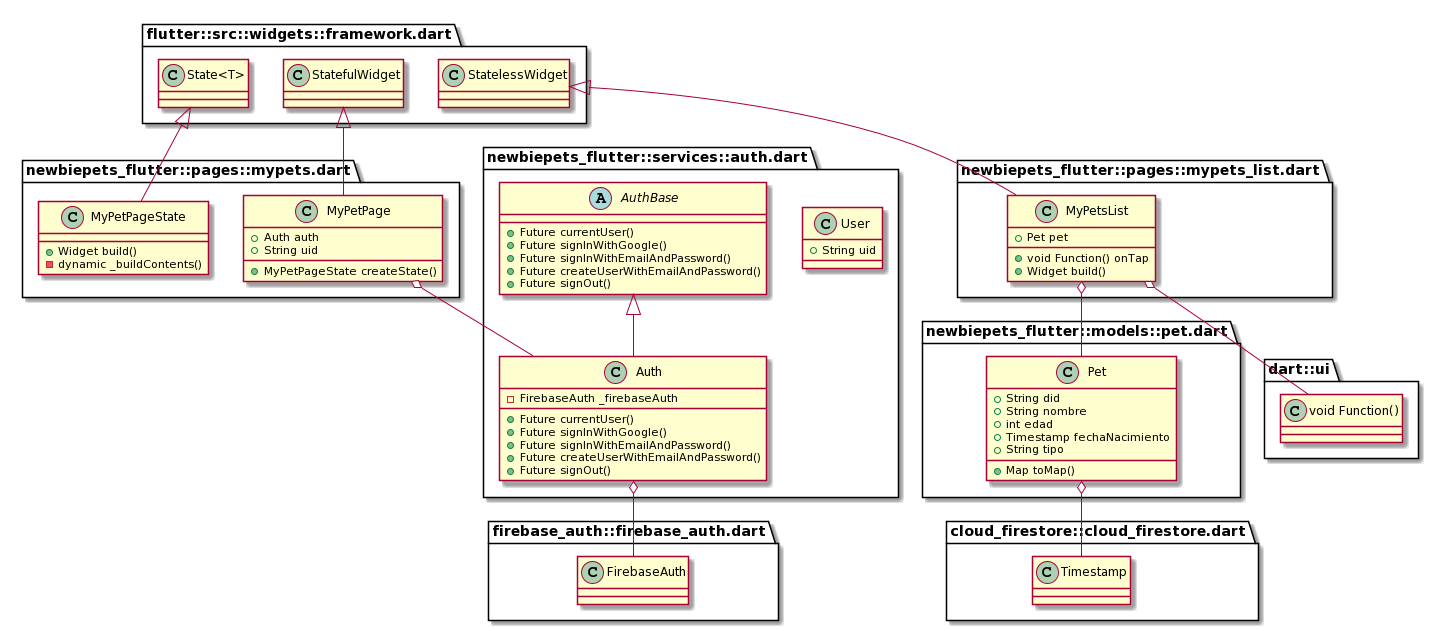 flutter::src::widgets::framework.dart
C State<T>
C StatefulWidget
C StatelessWidget
newbiepets_flutter::pages::mypets.dart
C MyPetPageState
Widget build()
dynamic _buildContents()
C MyPetPage
Auth auth
String uid
MyPetPageState createState()
newbiepets_flutter::services::auth.dart
A AuthBase
Future currentUser()
Future signInWithGoogle()
Future signInWithEmailAndPassword()
Future createUserWithEmailAndPassword()
Future signOut()
C User
String uid
C Auth
FirebaseAuth _firebaseAuth
Future currentUser()
Future signInWithGoogle()
Future signInWithEmailAndPassword()
Future createUserWithEmailAndPassword()
Future signOut()
newbiepets_flutter::pages::mypets_list.dart
C MyPetsList
Pet pet
void Function() onTap
Widget build()
newbiepets_flutter::models::pet.dart
C Pet
String did
String nombre
int edad
Timestamp fechaNacimiento
String tipo
Map toMap()
dart::ui
C void Function()
firebase_auth::firebase_auth.dart
C FirebaseAuth
cloud_firestore::cloud_firestore.dart
C Timestamp